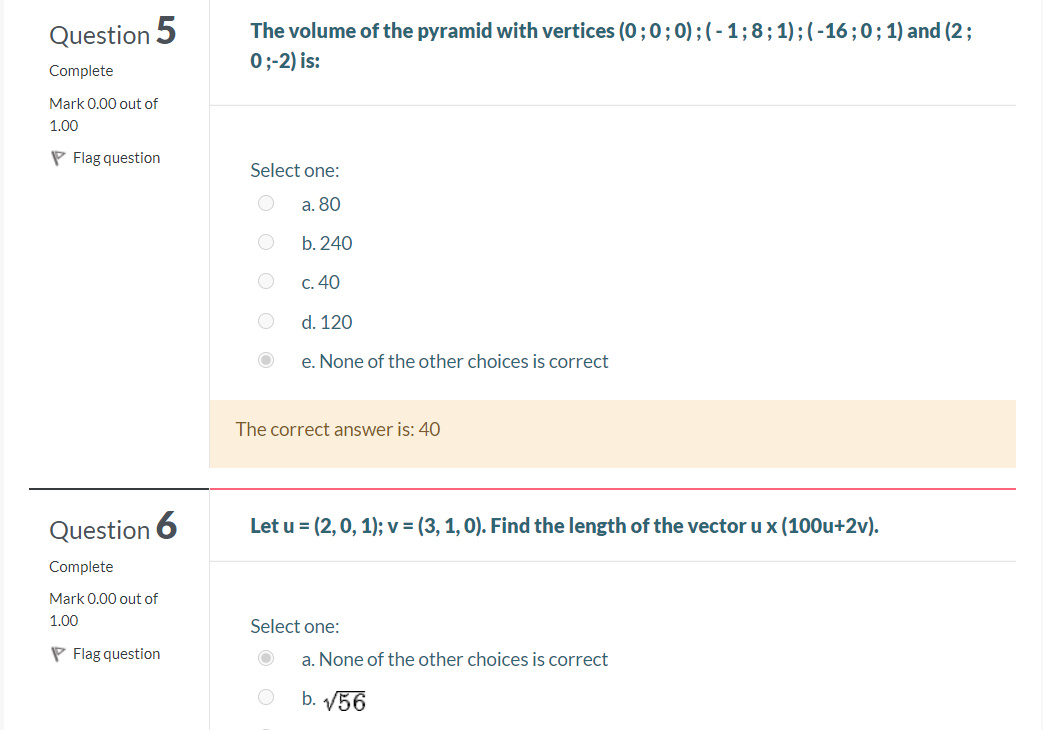 Question 5
Complete
Mark 0.00 out of
1.00
Flag question
The volume of the pyramid with vertices (0 ; 0 ; 0) ; ( - 1 ; 8 ; 1) ; ( -16 ; 0 ; 1) and (2 ;
0 ;-2) is:
Select one:
a. 80
b. 240
c. 40
d. 120
e. None of the other choices is correct
The correct answer is: 40
Question 6
Complete
Mark 0.00 out of
1.00
Flag question
Let u = (2, 0, 1); v = (3, 1, 0). Find the length of the vector u x (100u+2v).
Select one:
a. None of the other choices is correct
b. √56